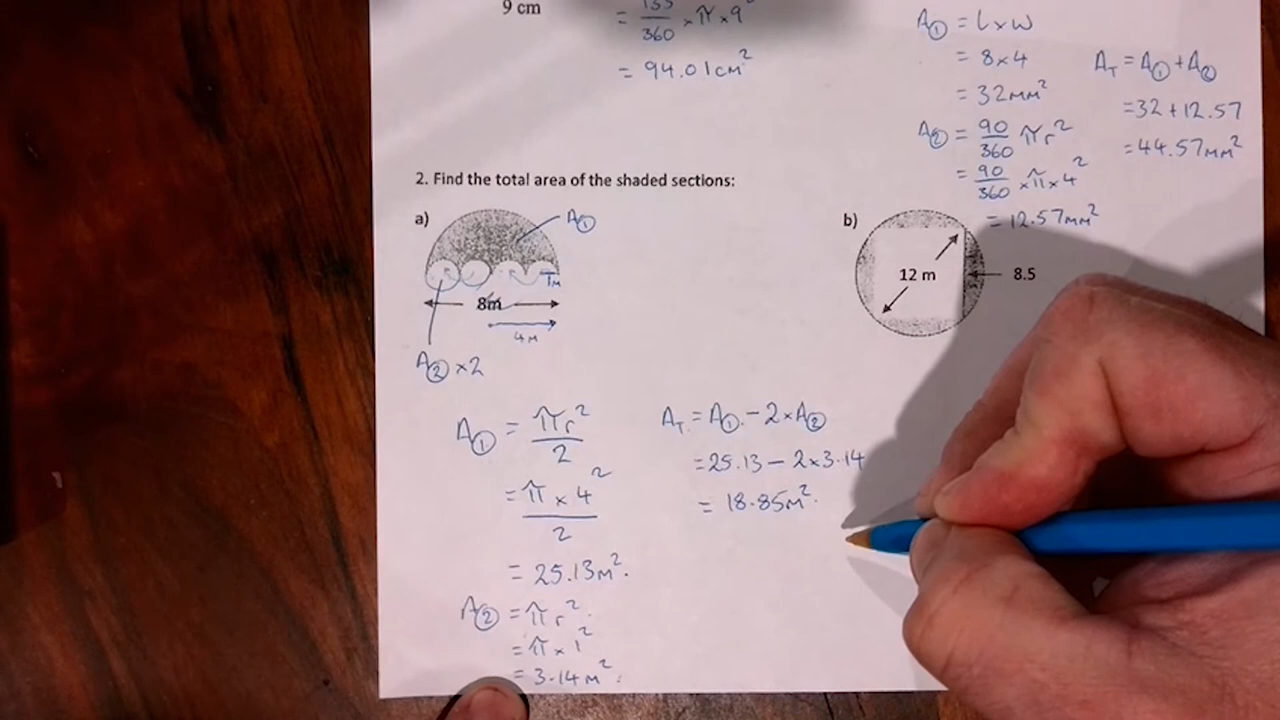 9 cm
= 135/360 × π × 9²
= 94.01cm²
A① = L×W
= 8×4
= 32mm²
A② = 90/360 πr²
= 90/360 × π × 4²
= 12.57mm²
A_T = A① + A②
= 32 + 12.57
= 44.57mm²
2. Find the total area of the shaded sections:
a)
A①
1m
8m
4m
A② ×2
A① = πr²/2
= π × 4²/2
= 25.13m².
A② = πr².
= π × 1²
= 3.14m².
A_T = A① - 2×A②
= 25.13 - 2×3.14
= 18.85m².
b)
12 m
8.5